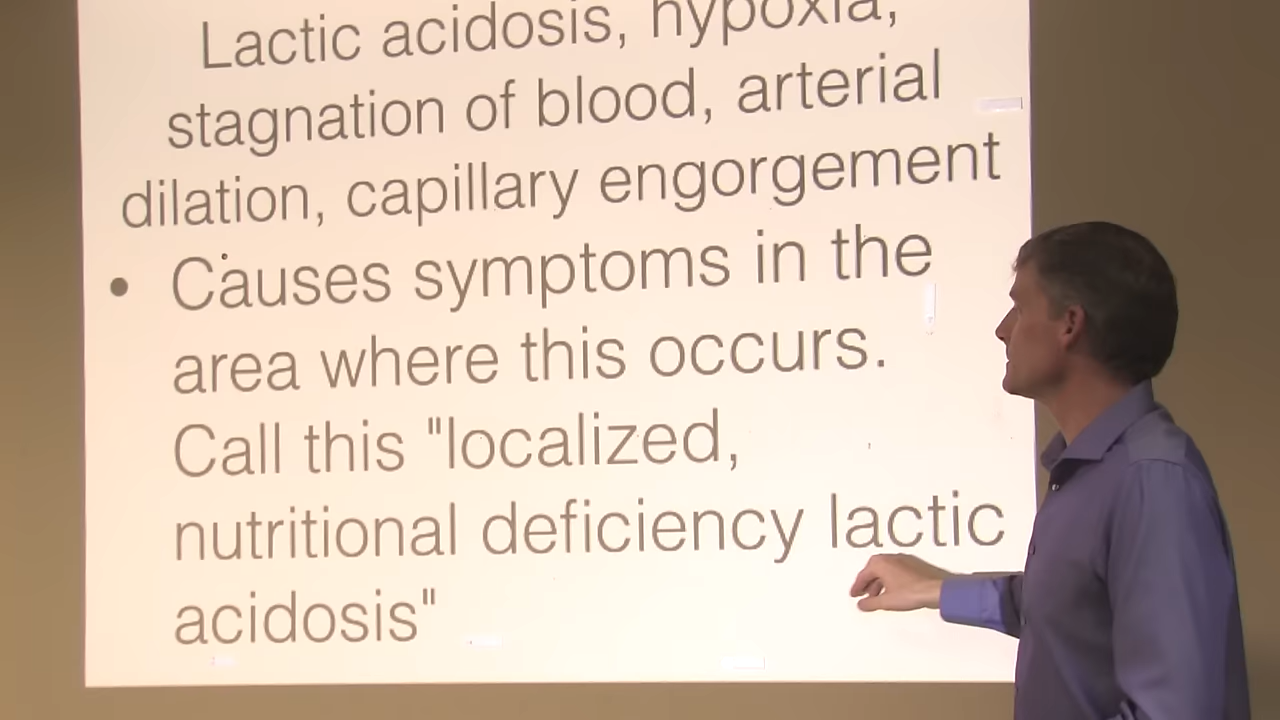 Lactic acidosis, hypoxia,
stagnation of blood, arterial
dilation, capillary engorgement
• Causes symptoms in the
area where this occurs.
Call this "localized,
nutritional deficiency lactic
acidosis"